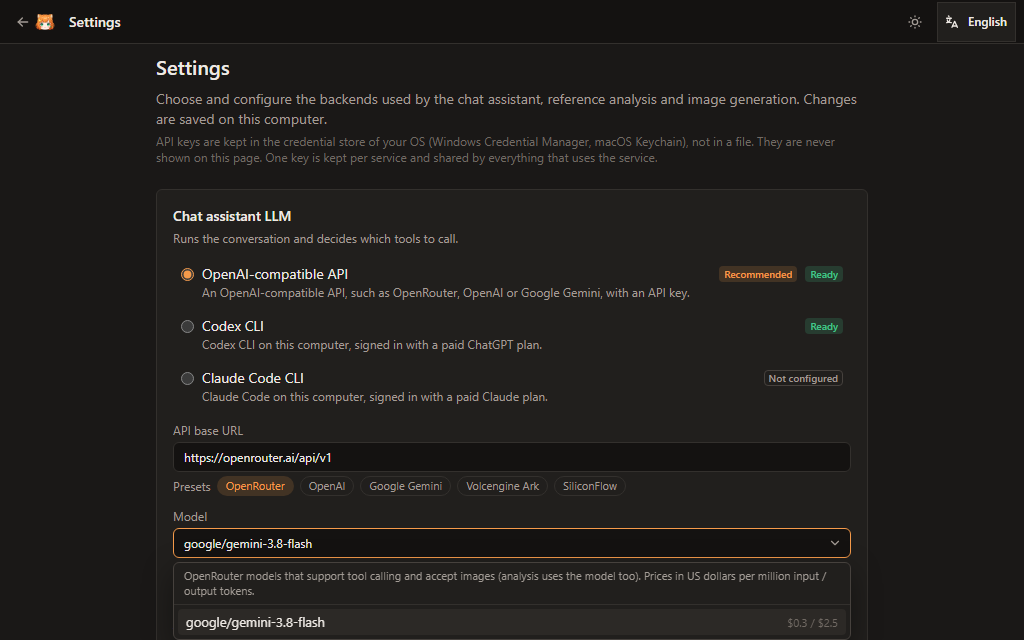 Settings
English
Settings
Choose and configure the backends used by the chat assistant, reference analysis and image generation. Changes
are saved on this computer.
API keys are kept in the credential store of your OS (Windows Credential Manager, macOS Keychain), not in a file. They are never
shown on this page. One key is kept per service and shared by everything that uses the service.
Chat assistant LLM
Runs the conversation and decides which tools to call.
OpenAI-compatible API
Recommended
Ready
An OpenAI-compatible API, such as OpenRouter, OpenAI or Google Gemini, with an API key.
Codex CLI
Ready
Codex CLI on this computer, signed in with a paid ChatGPT plan.
Claude Code CLI
Not configured
Claude Code on this computer, signed in with a paid Claude plan.
API base URL
https://openrouter.ai/api/v1
Presets OpenRouter OpenAI Google Gemini Volcengine Ark SiliconFlow
Model
google/gemini-3.8-flash
OpenRouter models that support tool calling and accept images (analysis uses the model too). Prices in US dollars per million input /
output tokens.
google/gemini-3.8-flash $0.3 / $2.5